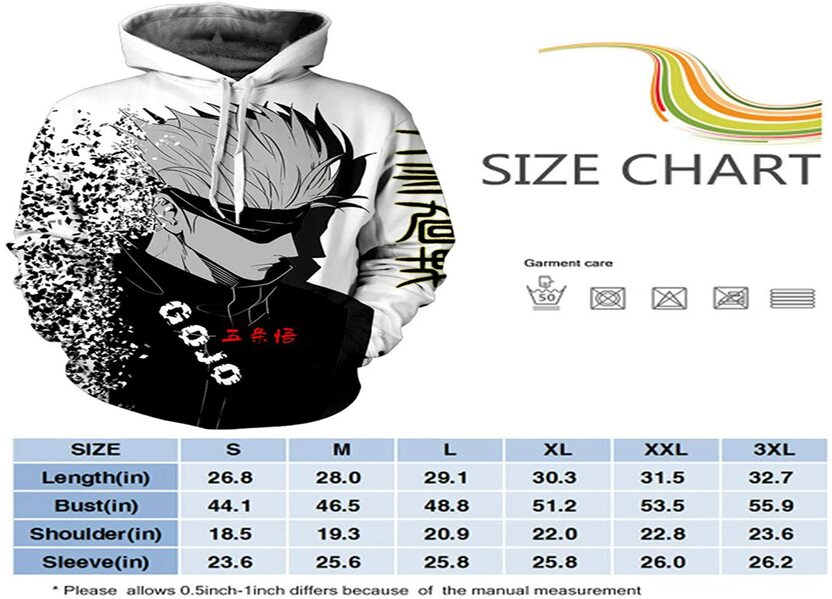 SIZE CHART
Garment care
50
GOJO
五条悟
SIZE S M L XL XXL 3XL
Length(in) 26.8 28.0 29.1 30.3 31.5 32.7
Bust(in) 44.1 46.5 48.8 51.2 53.5 55.9
Shoulder(in) 18.5 19.3 20.9 22.0 22.8 23.6
Sleeve(in) 23.6 25.6 25.8 25.8 26.0 26.2
* Please allows 0.5inch-1inch differs because of the manual measurement